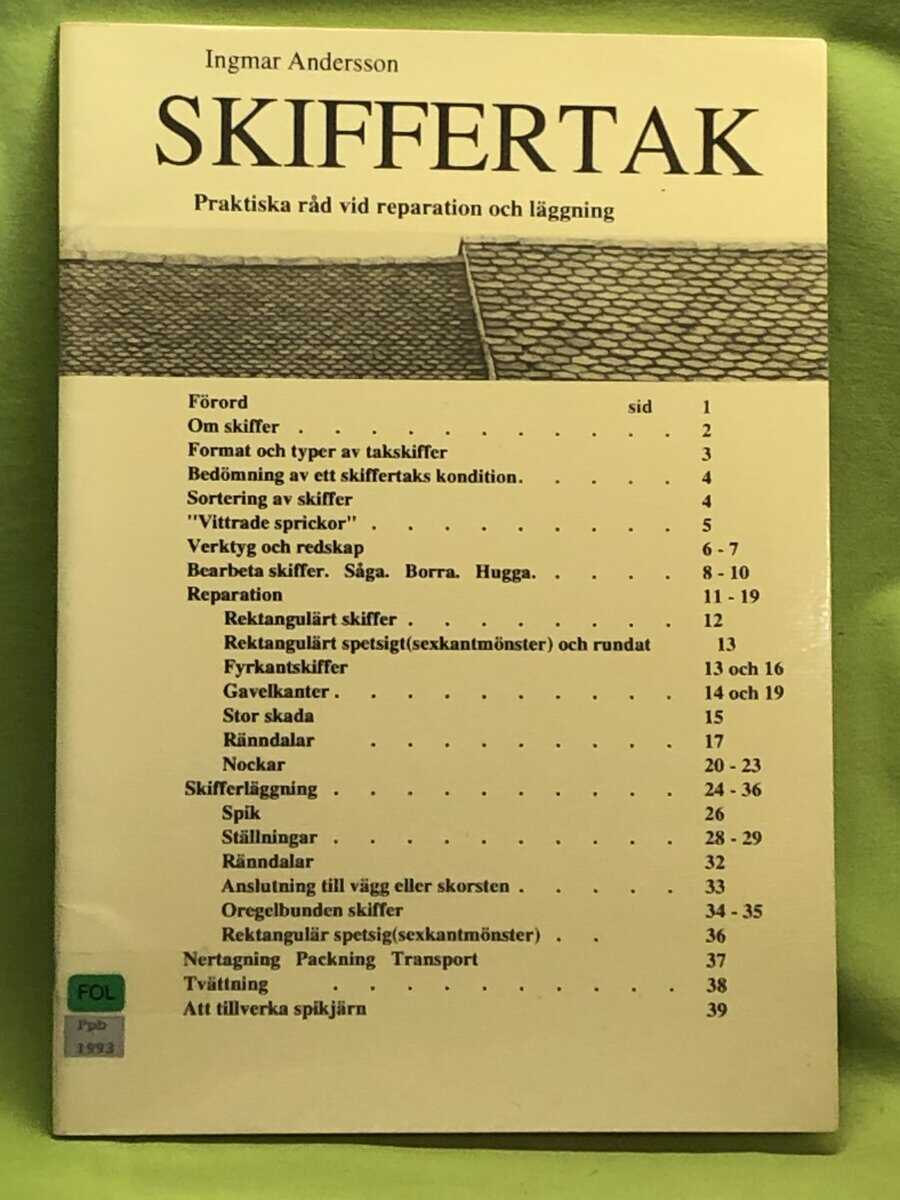 Ingmar Andersson
SKIFFERTAK
Praktiska råd vid reparation och läggning
Förord sid 1
Om skiffer . . . . . . . . . . . 2
Format och typer av takskiffer 3
Bedömning av ett skiffertaks kondition. . . . . 4
Sortering av skiffer 4
"Vittrade sprickor" . . . . . . . . . 5
Verktyg och redskap 6 - 7
Bearbeta skiffer. Såga. Borra. Hugga. . . . . 8 - 10
Reparation 11 - 19
Rektangulärt skiffer . . . . . . . . 12
Rektangulärt spetsigt(sexkantmönster) och rundat 13
Fyrkantskiffer 13 och 16
Gavelkanter . . . . . . . . . . 14 och 19
Stor skada 15
Ränndalar . . . . . . . . . 17
Nockar 20 - 23
Skifferläggning . . . . . . . . . . 24 - 36
Spik 26
Ställningar . . . . . . . . . . 28 - 29
Ränndalar 32
Anslutning till vägg eller skorsten . . . . . 33
Oregelbunden skiffer 34 - 35
Rektangulär spetsig(sexkantmönster) . . 36
Nertagning Packning Transport 37
Tvättning . . . . . . . . . . 38
Att tillverka spikjärn 39
FOL
Ppb
1993